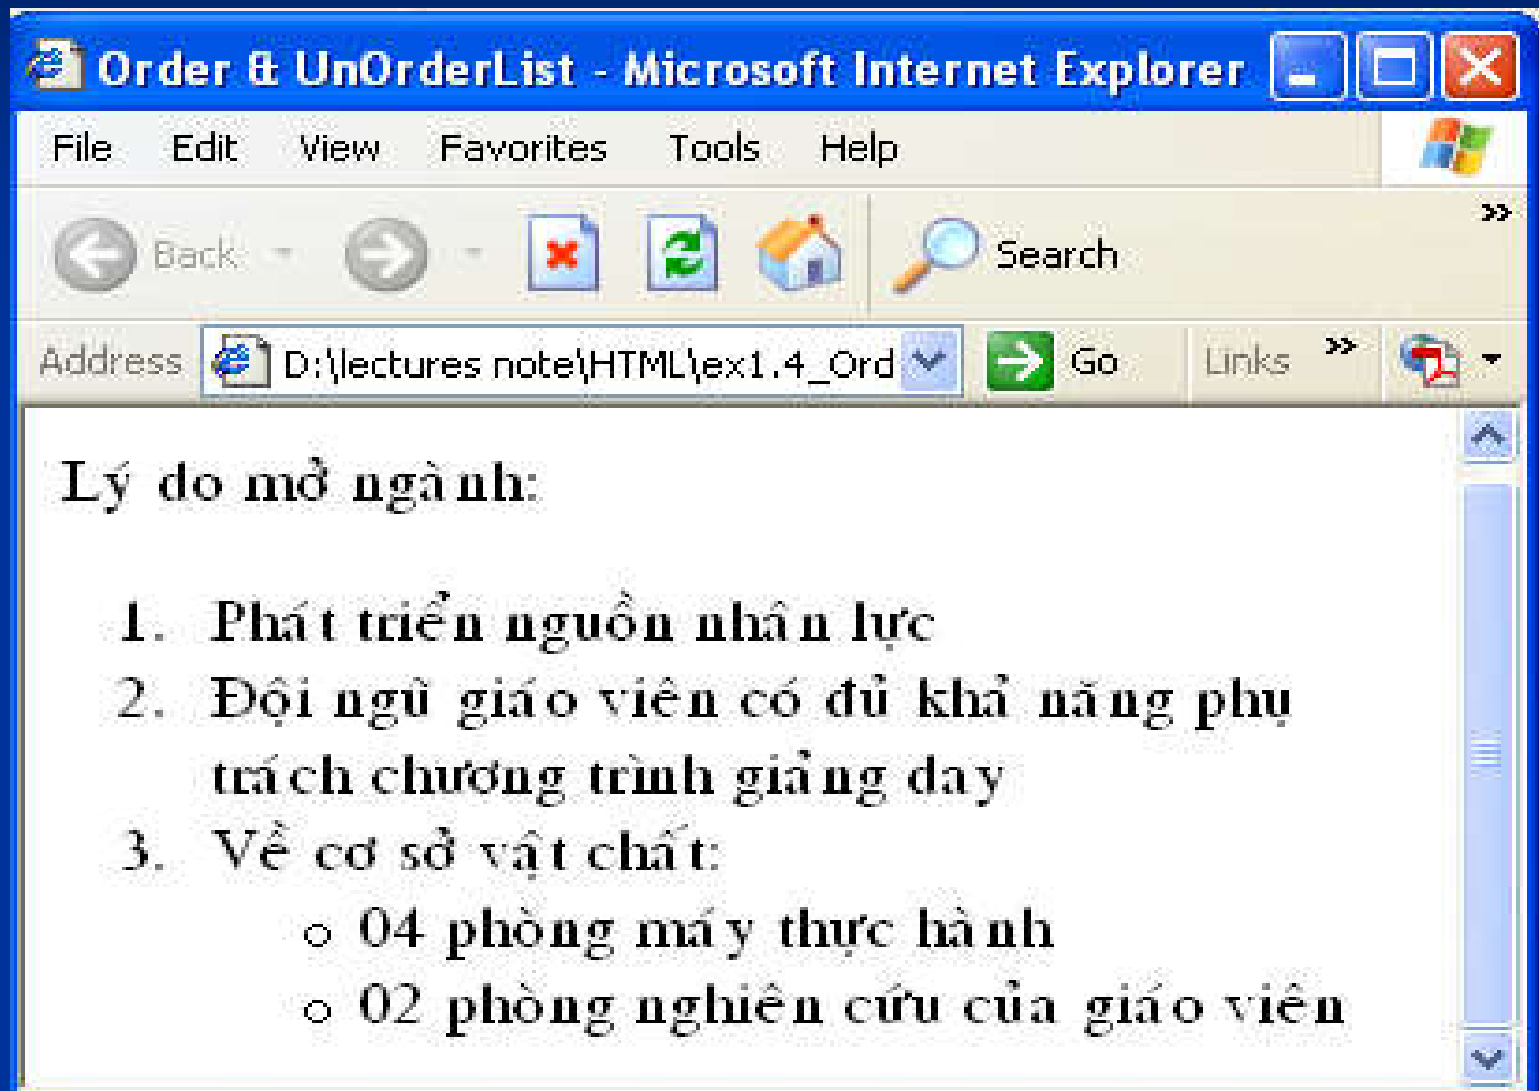 Order & UnOrderList - Microsoft Internet Explorer
File Edit View Favorites Tools Help
Back Search
Address D:\lectures note\HTML\ex1.4_Ord Go Links
Lý do mở ngành:
1. Phát triển nguồn nhân lực
2. Đội ngũ giáo viên có đủ khả năng phụ
trách chương trình giảng day
3. Về cơ sở vật chất:
04 phòng máy thực hành
02 phòng nghiên cứu của giáo viên